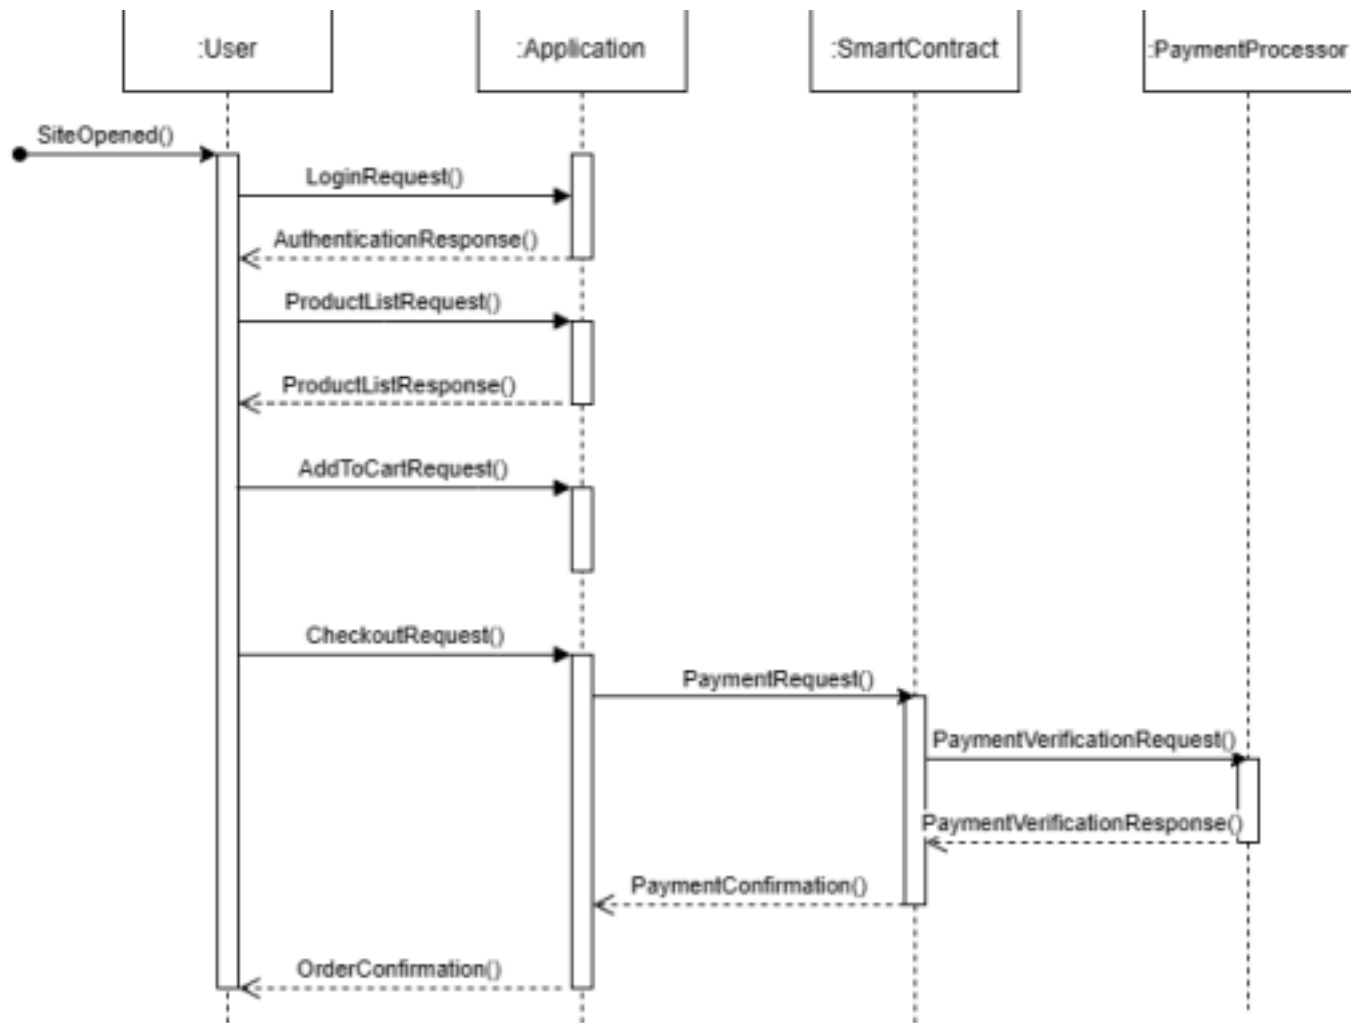 :User
:Application
:SmartContract
:PaymentProcessor
SiteOpened()
LoginRequest()
AuthenticationResponse()
ProductListRequest()
ProductListResponse()
AddToCartRequest()
CheckoutRequest()
PaymentRequest()
PaymentVerificationRequest()
PaymentVerificationResponse()
PaymentConfirmation()
OrderConfirmation()